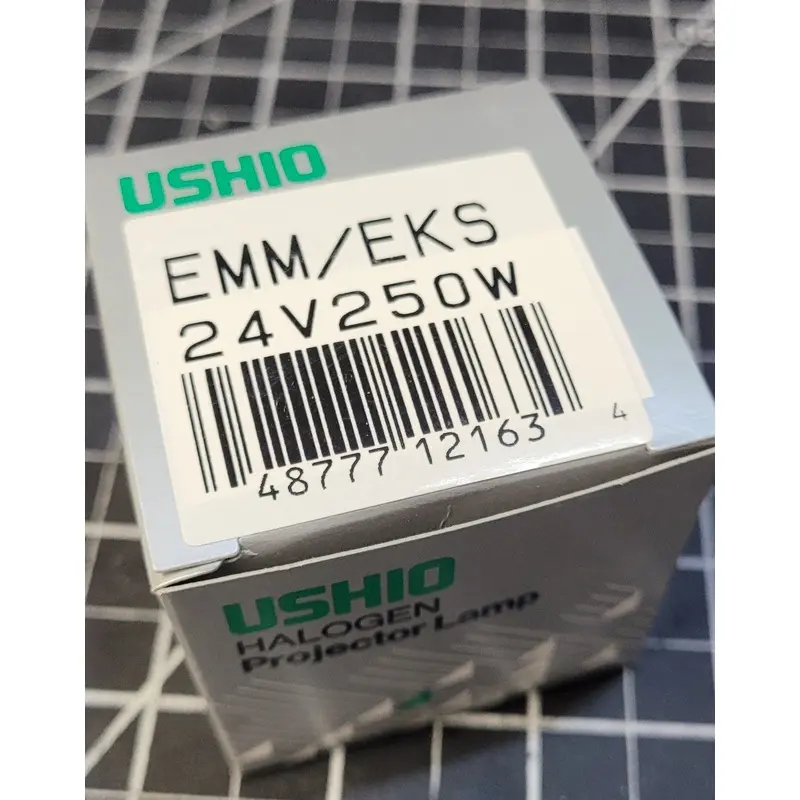 USHIO
EMM/EKS
24V250W
48777 12163 4
USHIO
HALOGEN
Projector Lamp